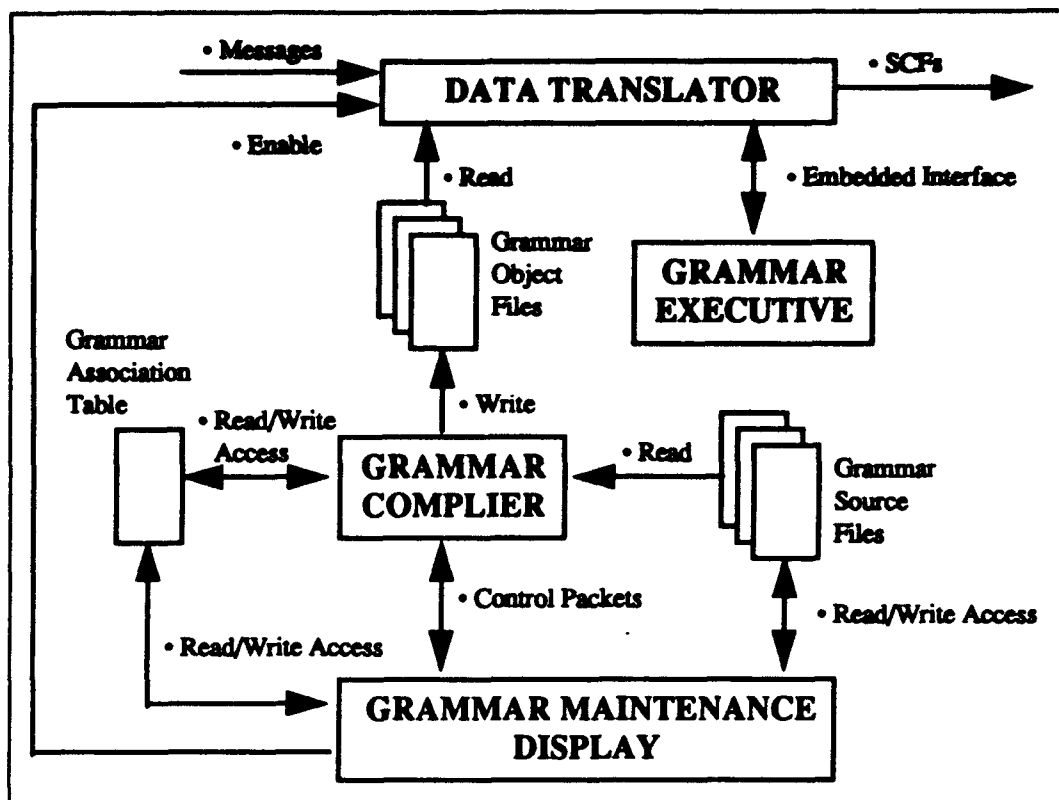 • Messages
• SCFs
DATA TRANSLATOR
• Enable
• Read
• Embedded Interface
Grammar
Object
Files
GRAMMAR
EXECUTIVE
Grammar
Association
Table
• Write
• Read/Write
Access
• Read
GRAMMAR
COMPLIER
Grammar
Source
Files
• Control Packets
• Read/Write Access
• Read/Write Access
GRAMMAR MAINTENANCE
DISPLAY